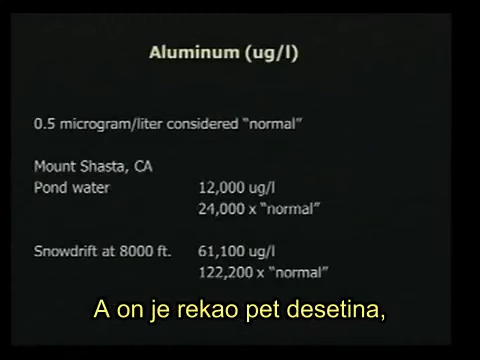 Aluminum (ug/l)
0.5 microgram/liter considered “normal”
Mount Shasta, CA
Pond water 12,000 ug/l
24,000 x “normal”
Snowdrift at 8000 ft. 61,100 ug/l
122,200 x “normal”
A on je rekao pet desetina,